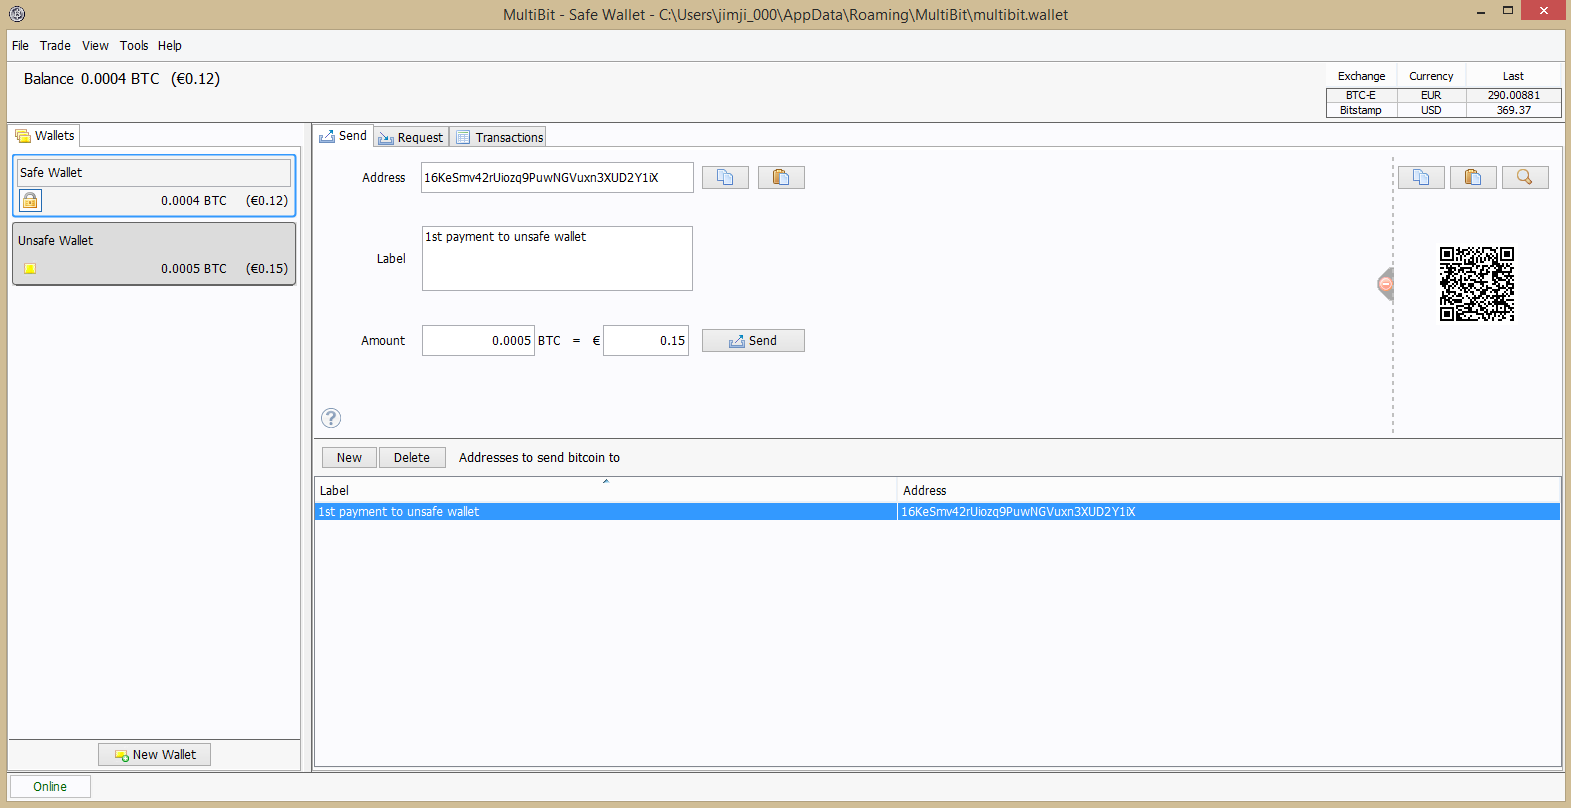 MultiBit - Safe Wallet - C:\Users\jimji_000\AppData\Roaming\MultiBit\multibit.wallet
File Trade View Tools Help
Balance 0.0004 BTC (€0.12)
Exchange Currency Last
BTC-E EUR 290.00881
Bitstamp USD 369.37
Wallets
Safe Wallet
0.0004 BTC (€0.12)
Unsafe Wallet
0.0005 BTC (€0.15)
New Wallet
Send Request Transactions
Address 16KeSmv42rUiozq9PuwNGVuxn3XUD2Y1iX
Label 1st payment to unsafe wallet
Amount 0.0005 BTC = € 0.15 Send
?
New Delete Addresses to send bitcoin to
Label Address
1st payment to unsafe wallet 16KeSmv42rUiozq9PuwNGVuxn3XUD2Y1iX
Online